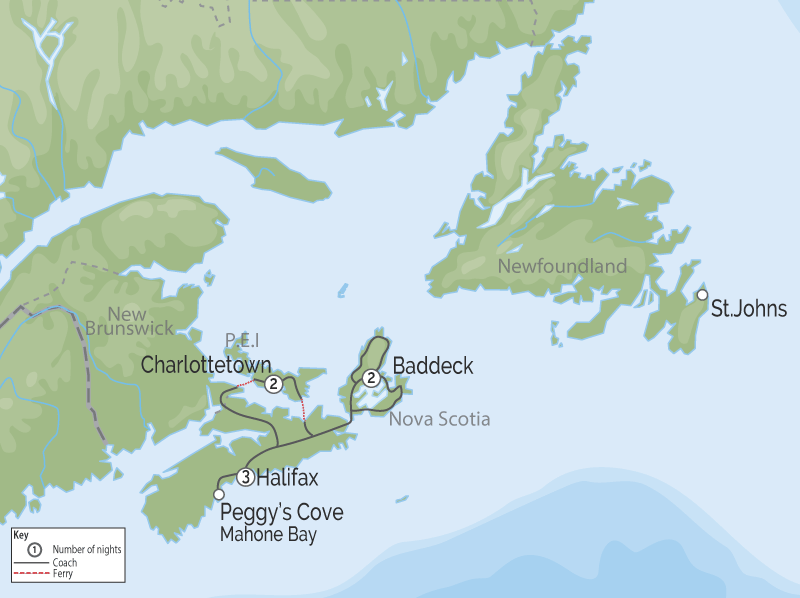 Newfoundland
St.Johns
New
Brunswick
P.E.I
Charlottetown
2
2
Baddeck
Nova Scotia
3
Halifax
Peggy's Cove
Mahone Bay
Key
1 Number of nights
Coach
Ferry